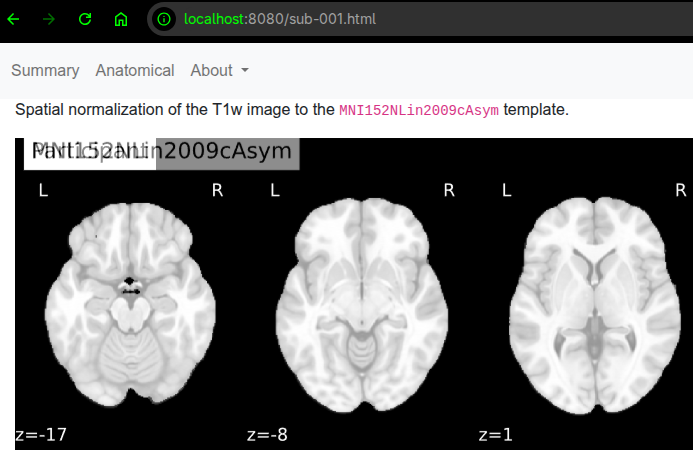 localhost:8080/sub-001.html
Summary Anatomical About
Spatial normalization of the T1w image to the MNI152NLin2009cAsym template.
MNI152NLin2009cAsym
Participant
L R L R L R
z=-17 z=-8 z=1